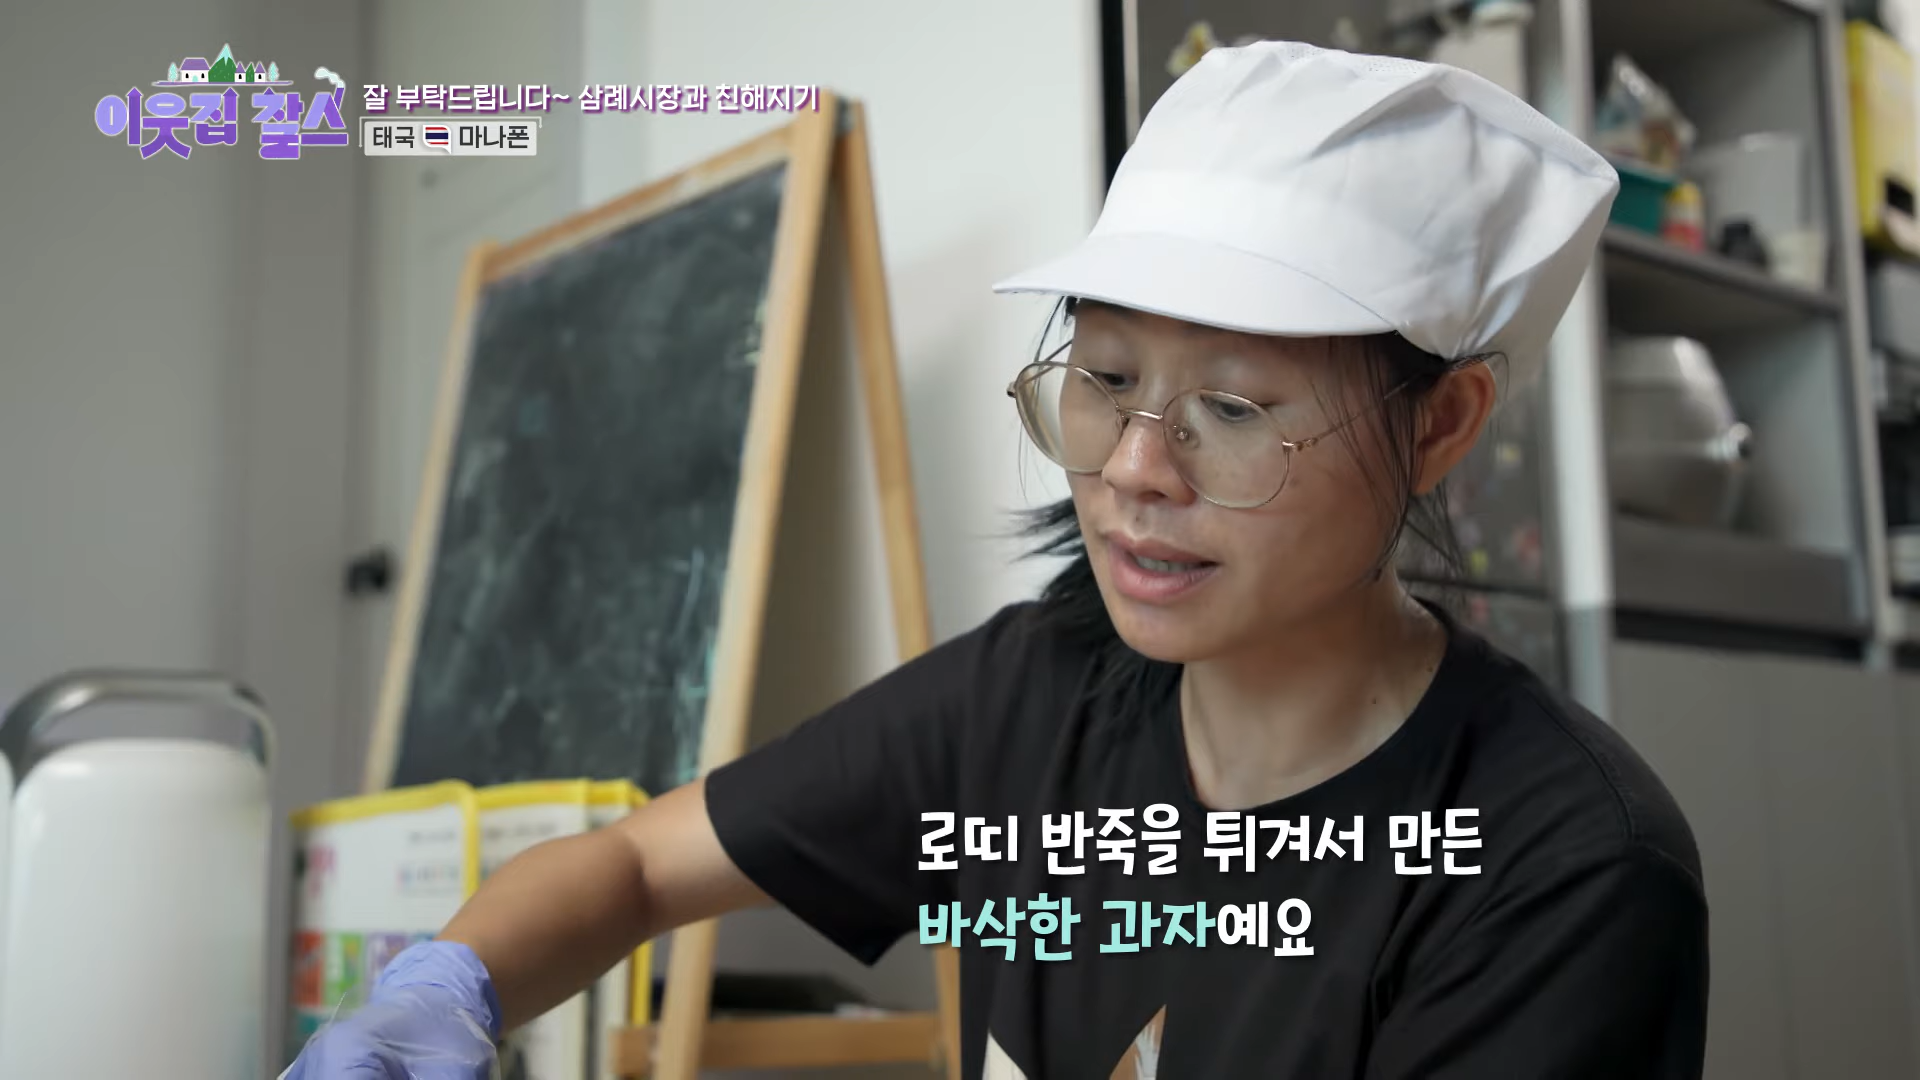 이웃집 찰스
잘 부탁드립니다~ 삼례시장과 친해지기
태국 마나폰
로띠 반죽을 튀겨서 만든
바삭한 과자예요